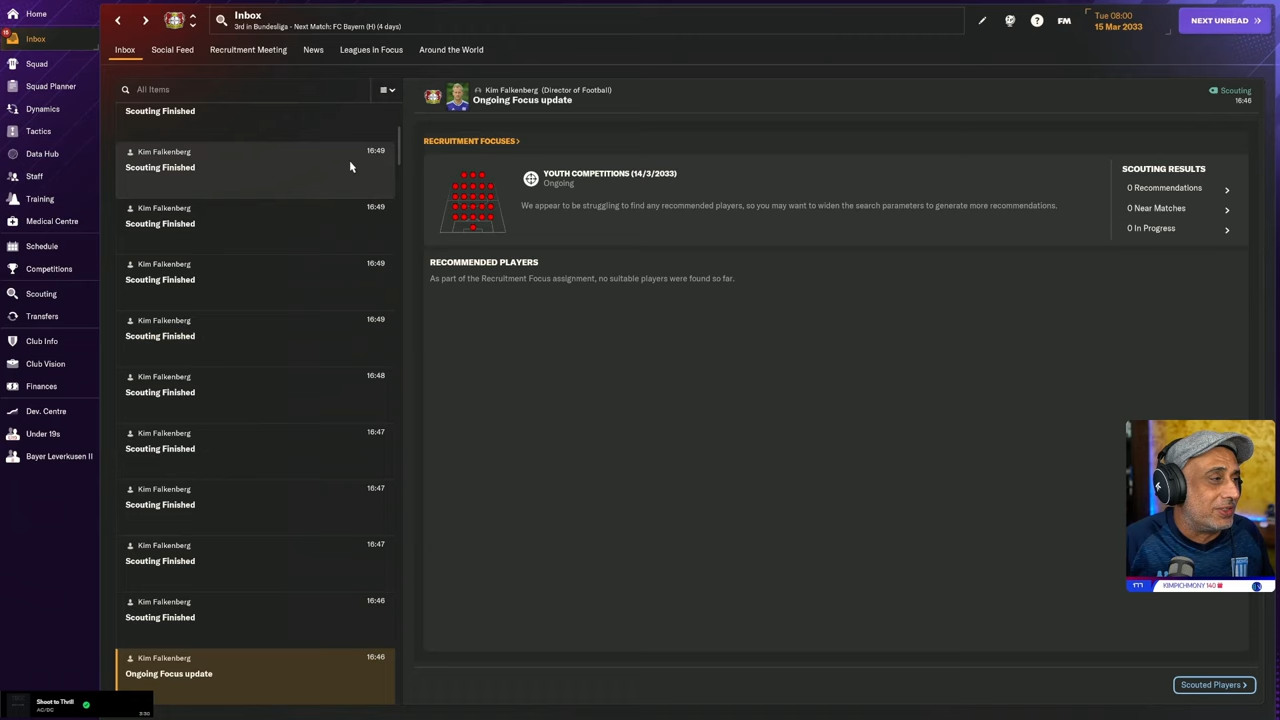 Home
15
Inbox
Squad
Squad Planner
Dynamics
Tactics
Data Hub
Staff
Training
Medical Centre
Schedule
Competitions
Scouting
Transfers
Club Info
Club Vision
Finances
Dev. Centre
Under 19s
Bayer Leverkusen II
Inbox
3rd in Bundesliga - Next Match: FC Bayern (H) (4 days)
?
FM
Tue 08:00
15 Mar 2033
NEXT UNREAD
Inbox
Social Feed
Recruitment Meeting
News
Leagues in Focus
Around the World
All Items
Scouting Finished
Kim Falkenberg
16:49
Scouting Finished
Kim Falkenberg
16:49
Scouting Finished
Kim Falkenberg
16:49
Scouting Finished
Kim Falkenberg
16:49
Scouting Finished
Kim Falkenberg
16:48
Scouting Finished
Kim Falkenberg
16:47
Scouting Finished
Kim Falkenberg
16:47
Scouting Finished
Kim Falkenberg
16:47
Scouting Finished
Kim Falkenberg
16:46
Scouting Finished
Kim Falkenberg
16:46
Ongoing Focus update
Kim Falkenberg (Director of Football)
Ongoing Focus update
Scouting
16:46
RECRUITMENT FOCUSES >
YOUTH COMPETITIONS (14/3/2033)
Ongoing
We appear to be struggling to find any recommended players, so you may want to widen the search parameters to generate more recommendations.
SCOUTING RESULTS
0 Recommendations
0 Near Matches
0 In Progress
RECOMMENDED PLAYERS
As part of the Recruitment Focus assignment, no suitable players were found so far.
KIMPICHMONY 140
Scouted Players >
Shoot to Thrill
AC/DC
3:30